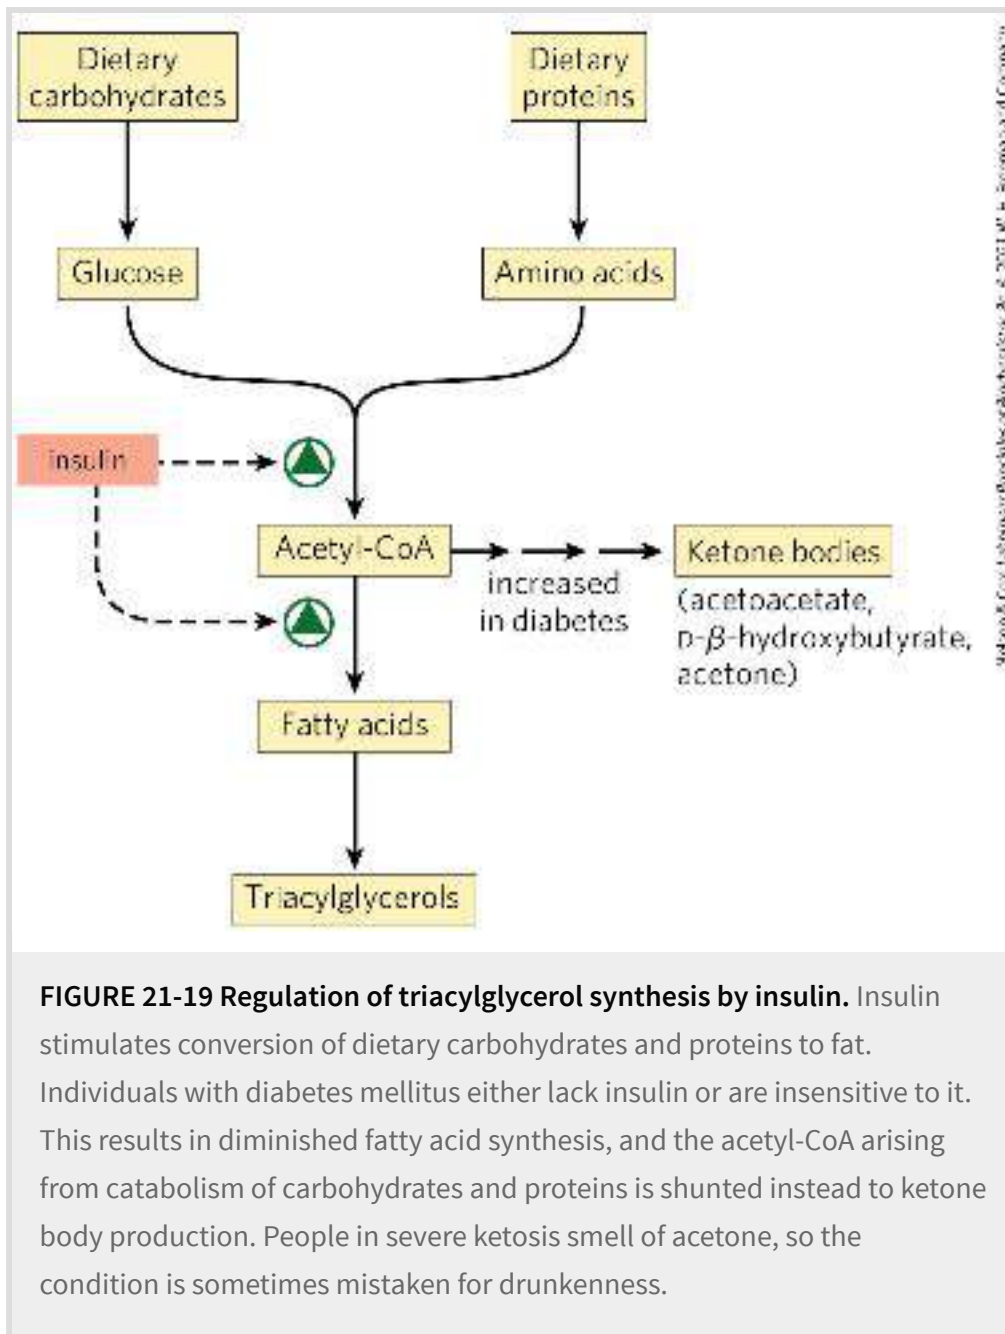 Dietary
carbohydrates
Dietary
proteins
Glucose
Amino acids
insulin
Acetyl-CoA
increased
in diabetes
Ketone bodies
(acetoacetate,
D-β-hydroxybutyrate,
acetone)
Fatty acids
Triacylglycerols
FIGURE 21-19 Regulation of triacylglycerol synthesis by insulin. Insulin
stimulates conversion of dietary carbohydrates and proteins to fat.
Individuals with diabetes mellitus either lack insulin or are insensitive to it.
This results in diminished fatty acid synthesis, and the acetyl-CoA arising
from catabolism of carbohydrates and proteins is shunted instead to ketone
body production. People in severe ketosis smell of acetone, so the
condition is sometimes mistaken for drunkenness.